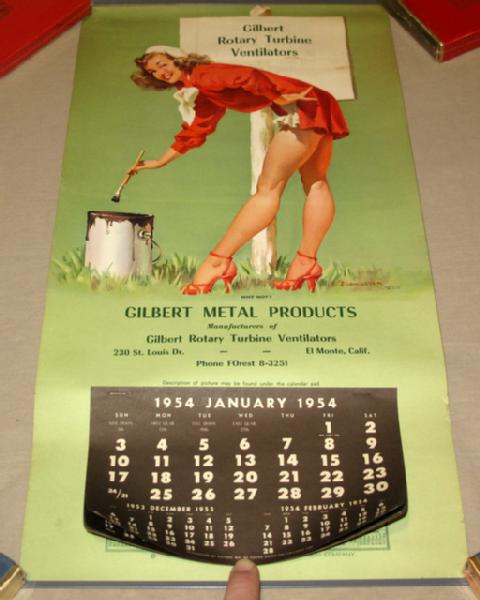 Gilbert
Rotary Turbine
Ventilators
WHY NOT?
GILBERT METAL PRODUCTS
Manufacturers of
Gilbert Rotary Turbine Ventilators
230 St. Louis Dr. — — El Monte, Calif.
Phone FOrest 8-3251
Description of picture may be found under the calendar pad
1954 JANUARY 1954
SUN MON TUE WED THU FRI SAT
1 2
3 4 5 6 7 8 9
10 11 12 13 14 15 16
17 18 19 20 21 22 23
24/31 25 26 27 28 29 30
1953 DECEMBER 1953 1954 FEBRUARY 1954